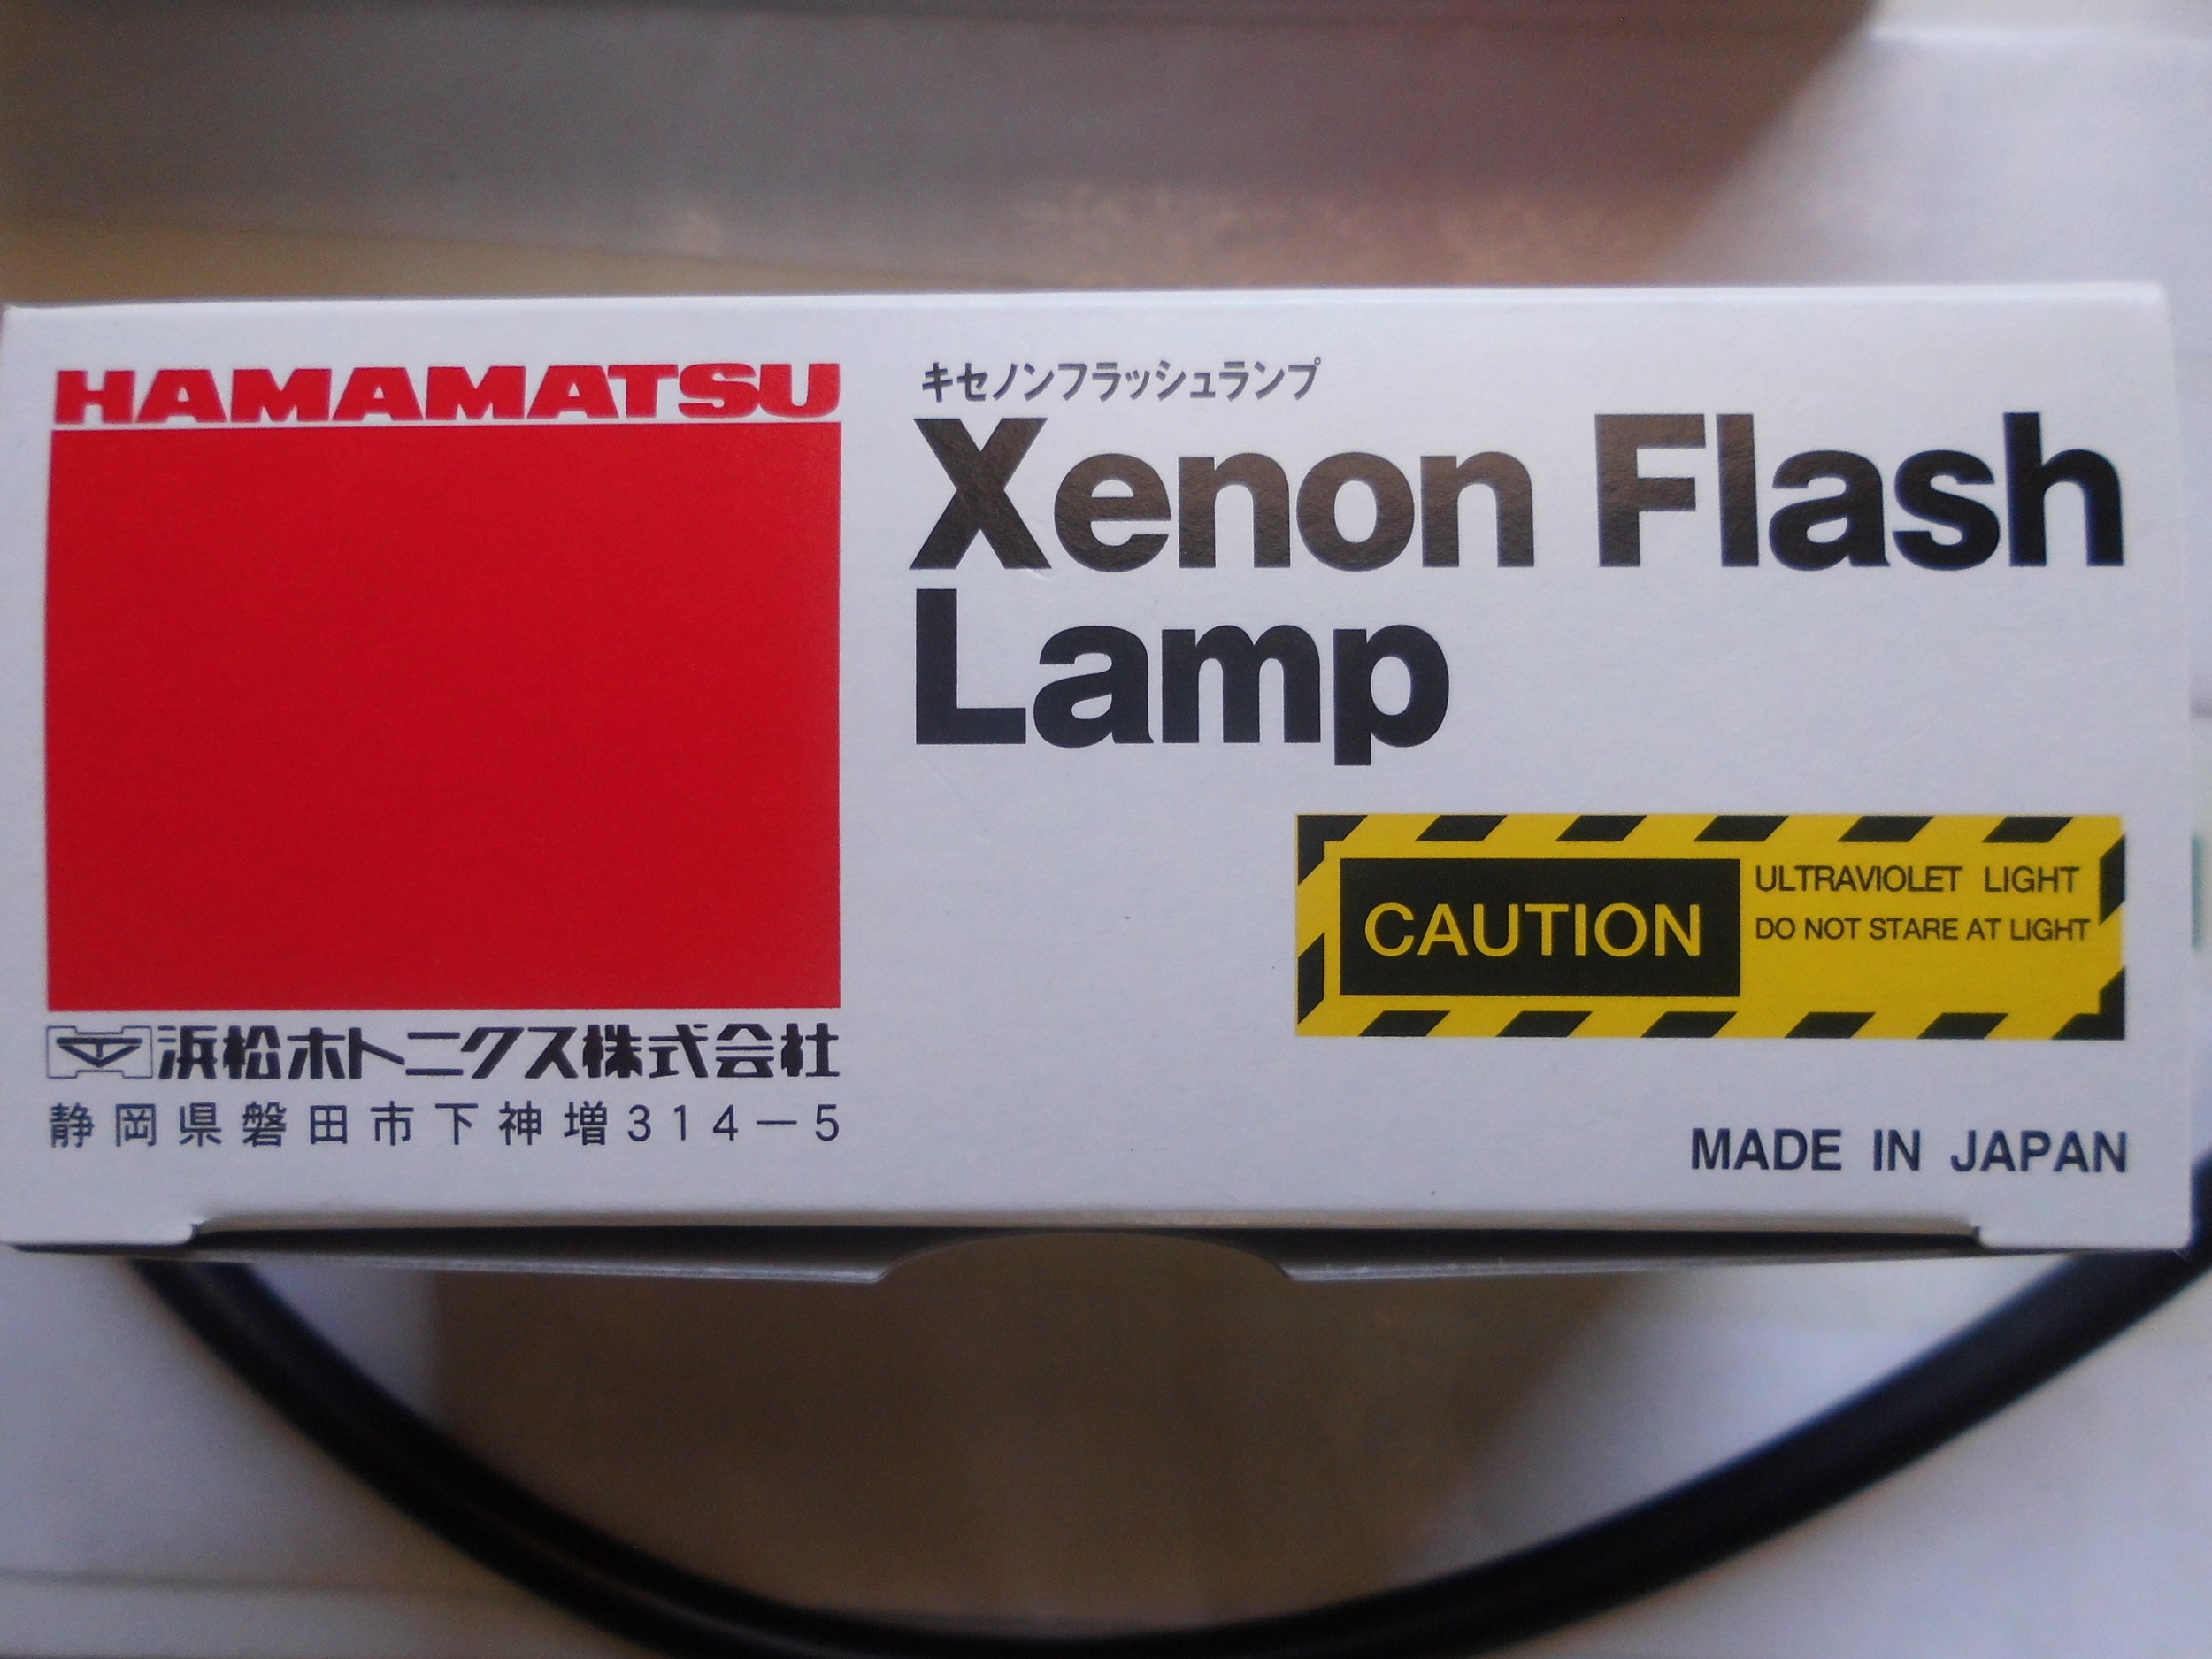 HAMAMATSU
浜松ホトニクス株式会社
静岡県磐田市下神増314-5
キセノンフラッシュランプ
Xenon Flash
Lamp
CAUTION
ULTRAVIOLET LIGHT
DO NOT STARE AT LIGHT
MADE IN JAPAN